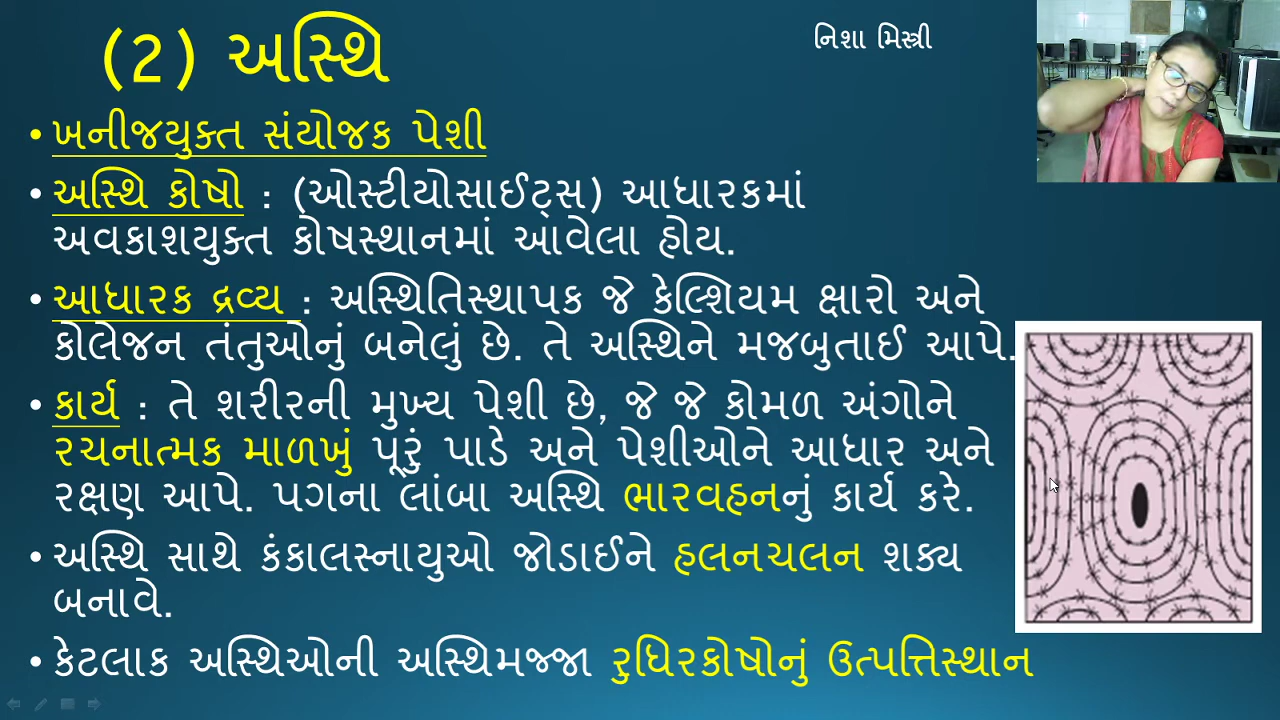 (2) અસ્થિ
નિશા મિસ્ત્રી
• ખનીજયુક્ત સંયોજક પેશી
• અસ્થિ કોષો : (ઓસ્ટીયોસાઈટ્સ) આધારકમાં
અવકાશયુક્ત કોષસ્થાનમાં આવેલા હોય.
• આધારક દ્રવ્ય : અસ્થિતિસ્થાપક જે કેલ્શિયમ ક્ષારો અને
કોલેજન તંતુઓનું બનેલું છે. તે અસ્થિને મજબુતાઈ આપે.
• કાર્ય : તે શરીરની મુખ્ય પેશી છે, જે જે કોમળ અંગોને
રચનાત્મક માળખું પૂરું પાડે અને પેશીઓને આધાર અને
રક્ષણ આપે. પગના લાંબા અસ્થિ ભારવહનનું કાર્ય કરે.
• અસ્થિ સાથે કંકાલસ્નાયુઓ જોડાઈને હલનચલન શક્ય
બનાવે.
• કેટલાક અસ્થિઓની અસ્થિમજ્જા રુધિરકોષોનું ઉત્પત્તિસ્થાન